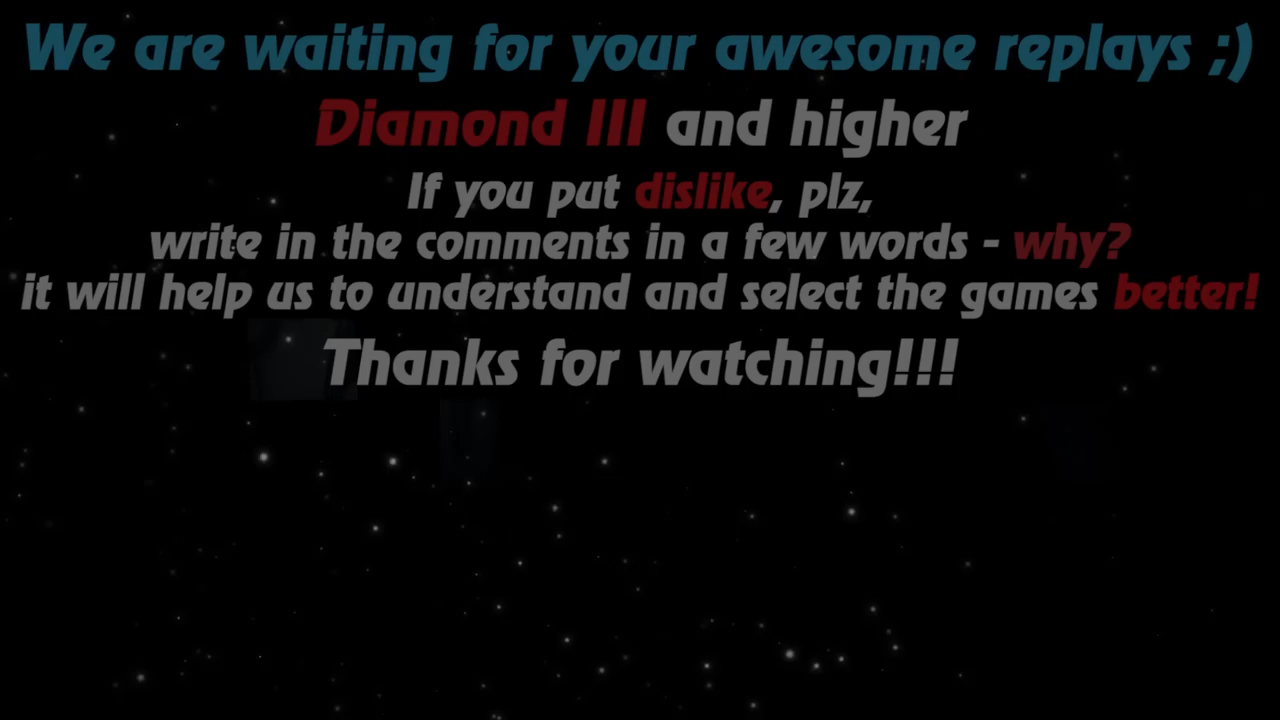 We are waiting for your awesome replays ;)
Diamond III and higher
If you put dislike, plz,
write in the comments in a few words - why?
it will help us to understand and select the games better!
Thanks for watching!!!